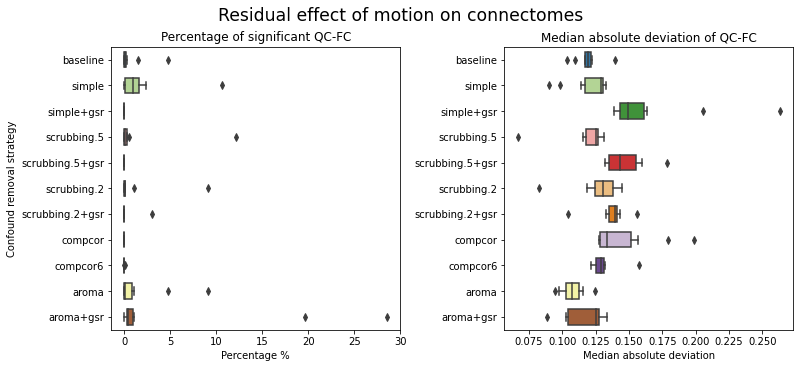 Residual effect of motion on connectomes
Percentage of significant QC-FC
Confound removal strategy
baseline
simple
simple+gsr
scrubbing.5
scrubbing.5+gsr
scrubbing.2
scrubbing.2+gsr
compcor
compcor6
aroma
aroma+gsr
0 5 10 15 20 25 30
Percentage %
Median absolute deviation of QC-FC
baseline
simple
simple+gsr
scrubbing.5
scrubbing.5+gsr
scrubbing.2
scrubbing.2+gsr
compcor
compcor6
aroma
aroma+gsr
0.075 0.100 0.125 0.150 0.175 0.200 0.225 0.250
Median absolute deviation